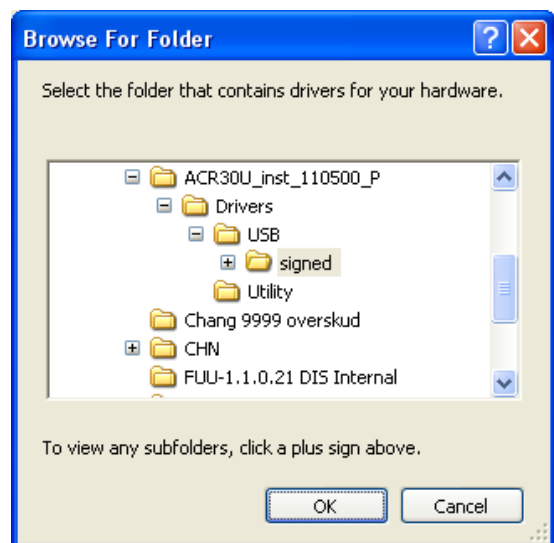 Browse For Folder
Select the folder that contains drivers for your hardware.
ACR30U_inst_110500_P
Drivers
USB
signed
Utility
Chang 9999 overskud
CHN
FUU-1.1.0.21 DIS Internal
To view any subfolders, click a plus sign above.
OK Cancel